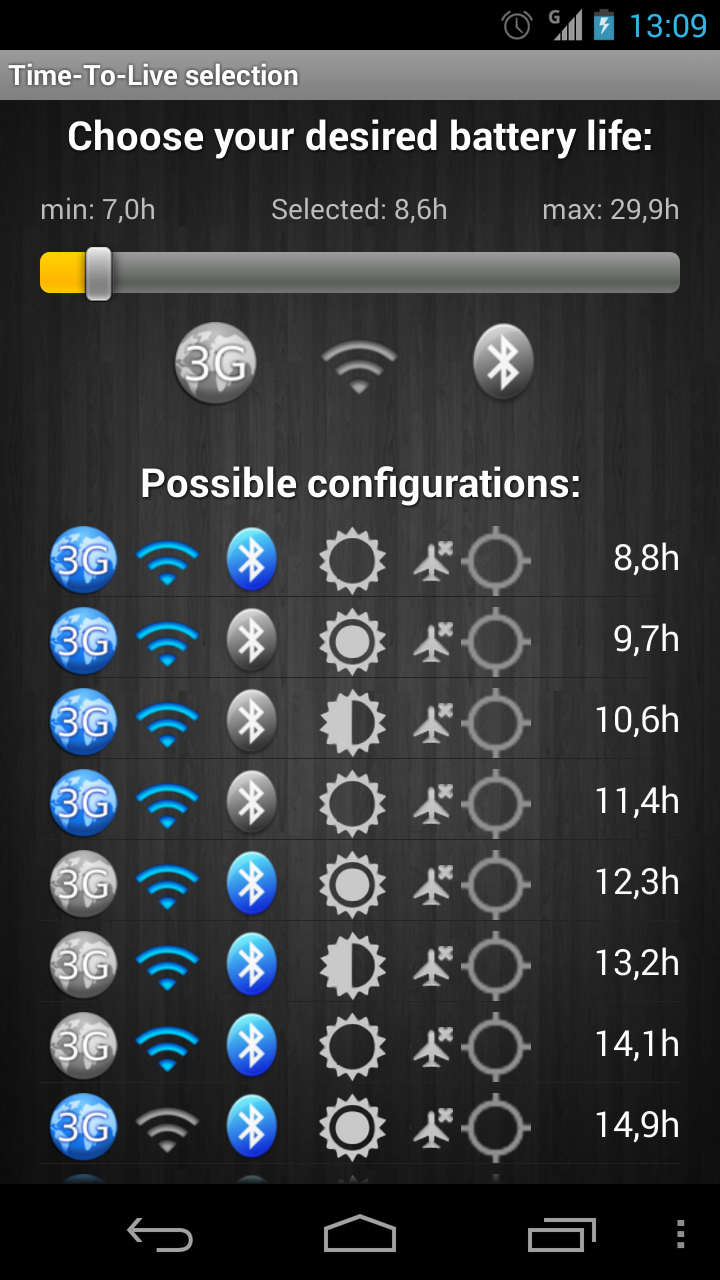 G 13:09
Time-To-Live selection
Choose your desired battery life:
min: 7,0h Selected: 8,6h max: 29,9h
3G
Possible configurations:
3G 8,8h
3G 9,7h
3G 10,6h
3G 11,4h
3G 12,3h
3G 13,2h
3G 14,1h
3G 14,9h